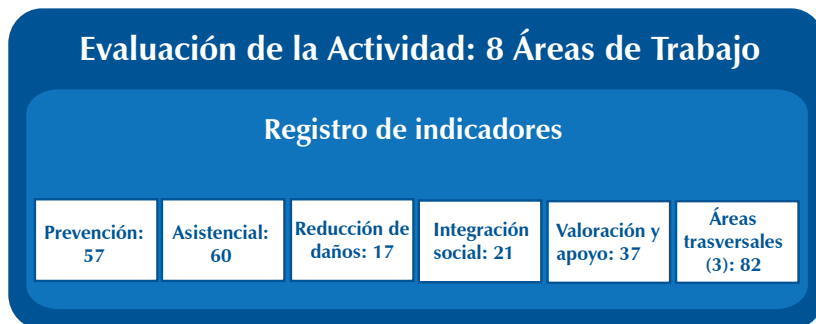 Evaluación de la Actividad: 8 Áreas de Trabajo
Registro de indicadores
Prevención:
57
Asistencial:
60
Reducción de
daños: 17
Integración
social: 21
Valoración y
apoyo: 37
Áreas
trasversales
(3): 82